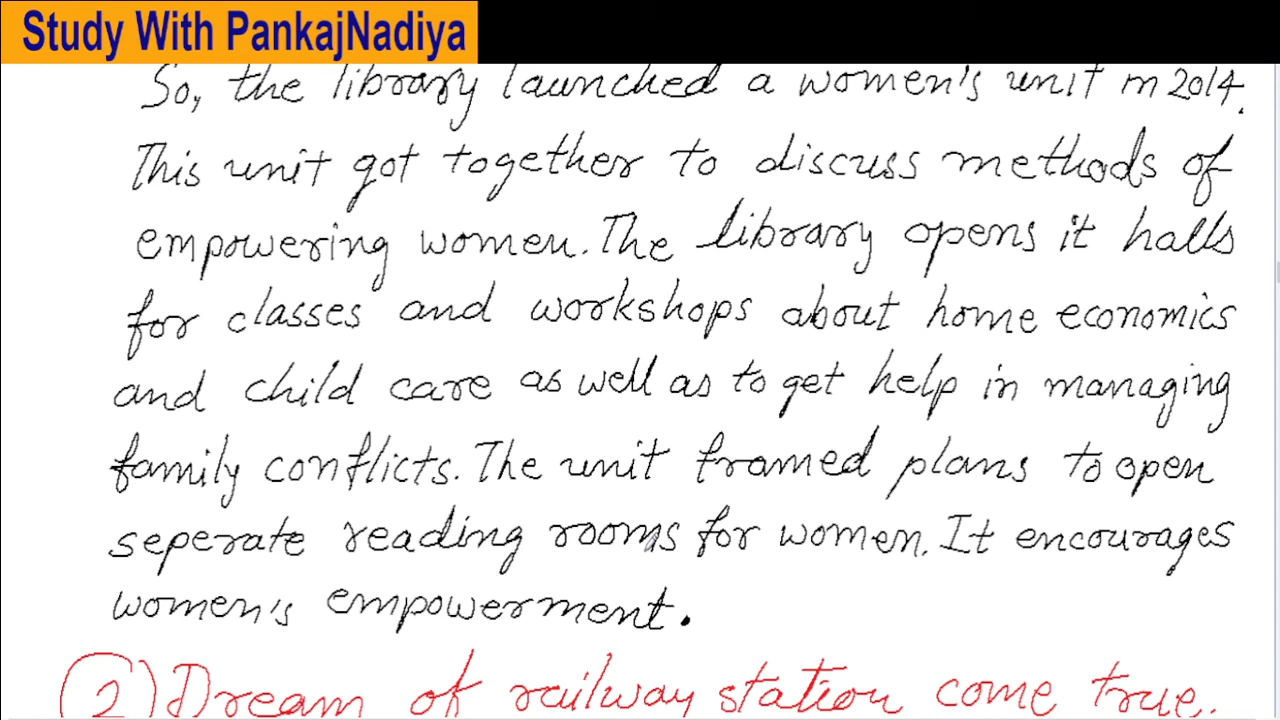 Study With PankajNadiya
So, the library launched a women's unit in 2014.
This unit got together to discuss methods of
empowering women. The library opens it halls
for classes and workshops about home economics
and child care as well as to get help in managing
family conflicts. The unit framed plans to open
seperate reading rooms for women. It encourages
women's empowerment.
2) Dream of railway station come true.